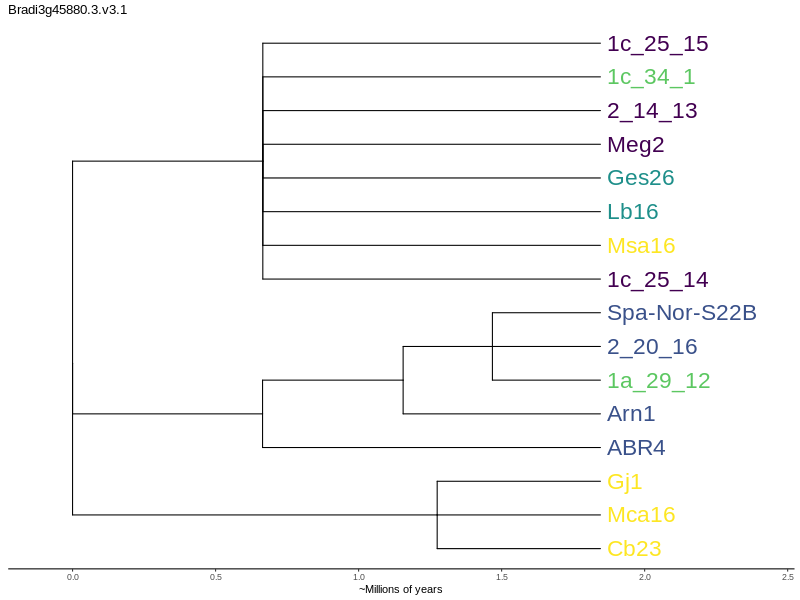 Bradi3g45880.3.v3.1
1c_25_15
1c_34_1
2_14_13
Meg2
Ges26
Lb16
Msa16
1c_25_14
Spa-Nor-S22B
2_20_16
1a_29_12
Arn1
ABR4
Gj1
Mca16
Cb23
0.0 0.5 1.0 1.5 2.0 2.5
~Millions of years